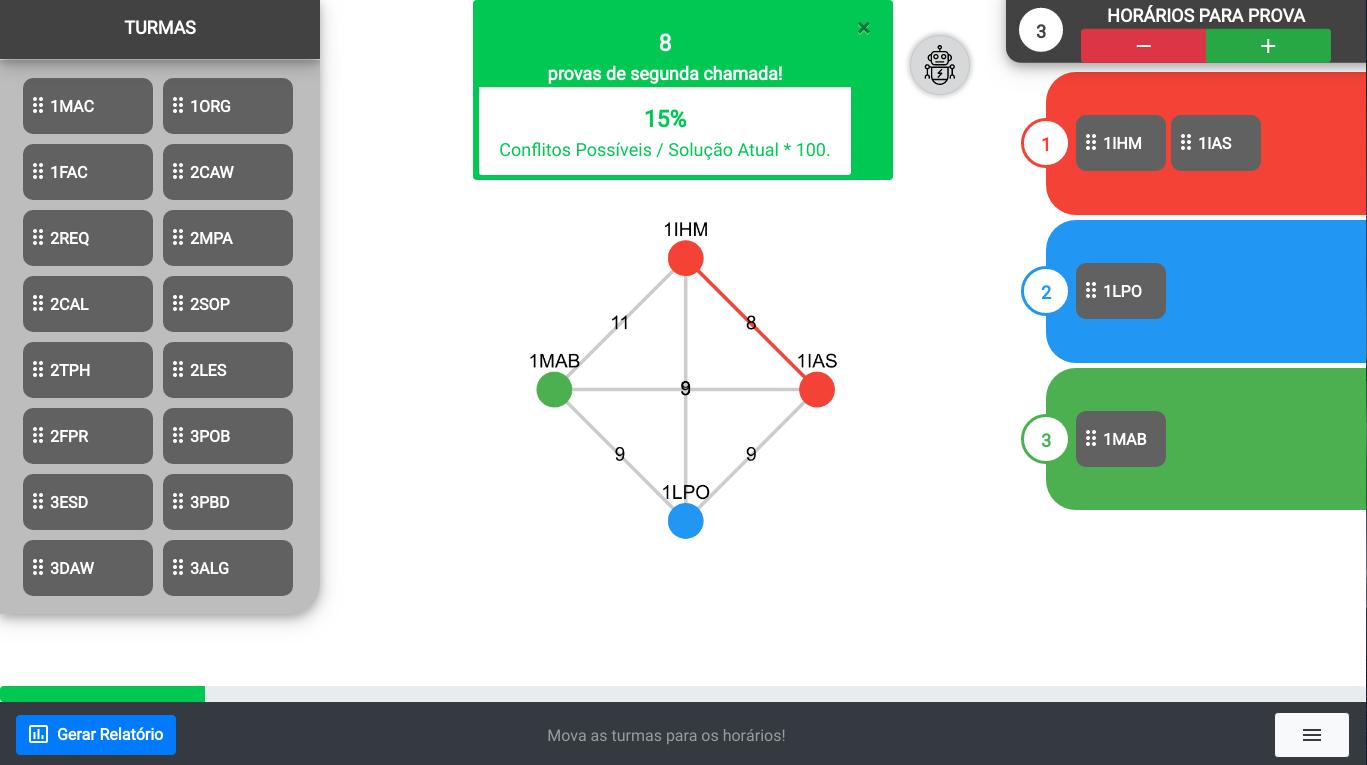 TURMAS
1MAC 1ORG
1FAC 2CAW
2REQ 2MPA
2CAL 2SOP
2TPH 2LES
2FPR 3POB
3ESD 3PBD
3DAW 3ALG
×
8
provas de segunda chamada!
15%
Conflitos Possíveis / Solução Atual * 100.
1IHM
11 8
1MAB 1IAS
9
9 9
1LPO
3 HORÁRIOS PARA PROVA
− +
1 1IHM 1IAS
2 1LPO
3 1MAB
Gerar Relatório
Mova as turmas para os horários!